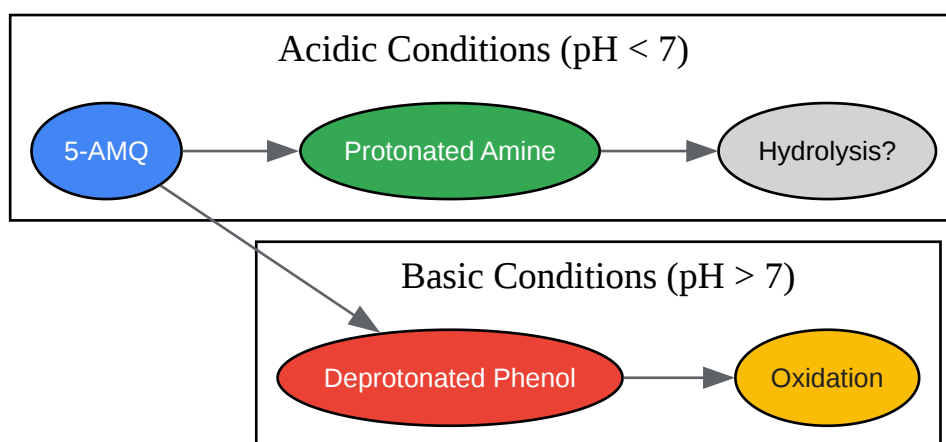 Acidic Conditions (pH < 7)
5-AMQ
Protonated Amine
Hydrolysis?
Basic Conditions (pH > 7)
Deprotonated Phenol
Oxidation